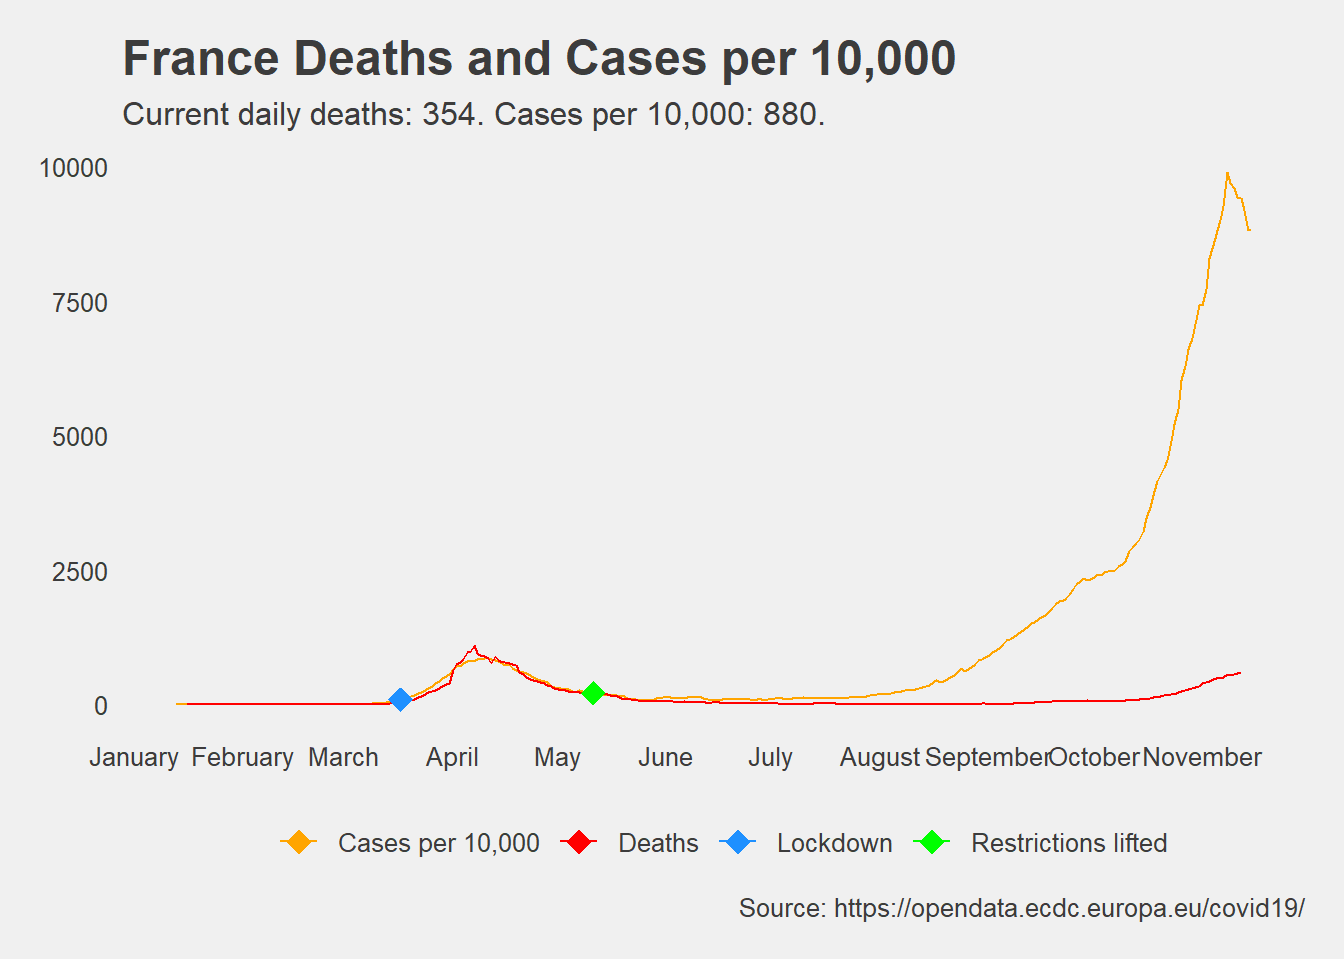 France Deaths and Cases per 10,000
Current daily deaths: 354. Cases per 10,000: 880.
10000
7500
5000
2500
0
January February March April May June July August September October November
Cases per 10,000 Deaths Lockdown Restrictions lifted
Source: https://opendata.ecdc.europa.eu/covid19/